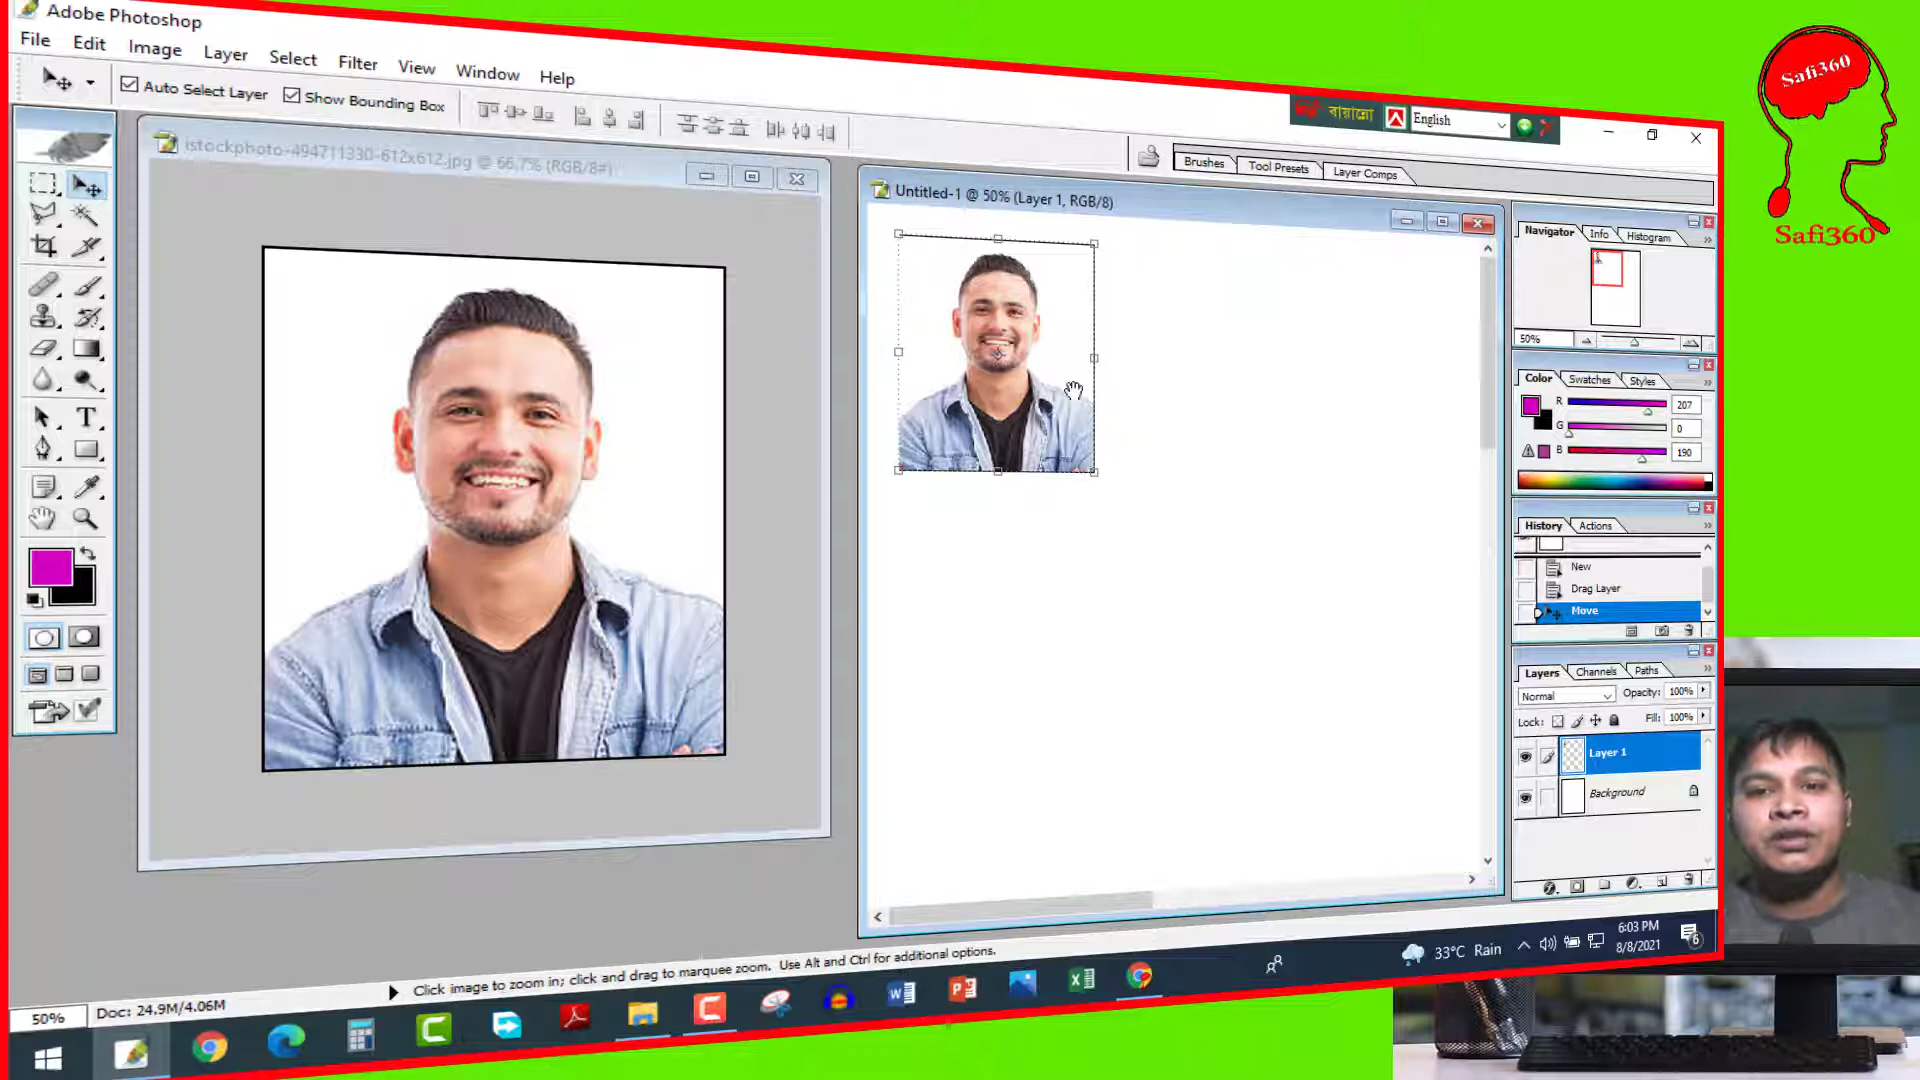 Adobe Photoshop
File Edit Image Layer Select Filter View Window Help
Auto Select Layer Show Bounding Box
বায়ান্নো English
Brushes Tool Presets Layer Comps
istockphoto-494711330-612x612.jpg @ 66.7% (RGB/8#)
Untitled-1 @ 50% (Layer 1, RGB/8)
Navigator Info Histogram
50%
Color Swatches Styles
R 207
G 0
B 190
History Actions
New
Drag Layer
Move
Layers Channels Paths
Normal Opacity: 100%
Lock: Fill: 100%
Layer 1
Background
T
50% Doc: 24.9M/4.06M
Click image to zoom in; click and drag to marquee zoom. Use Alt and Ctrl for additional options.
33°C Rain
6:03 PM
8/8/2021
6
Safi360
Safi360